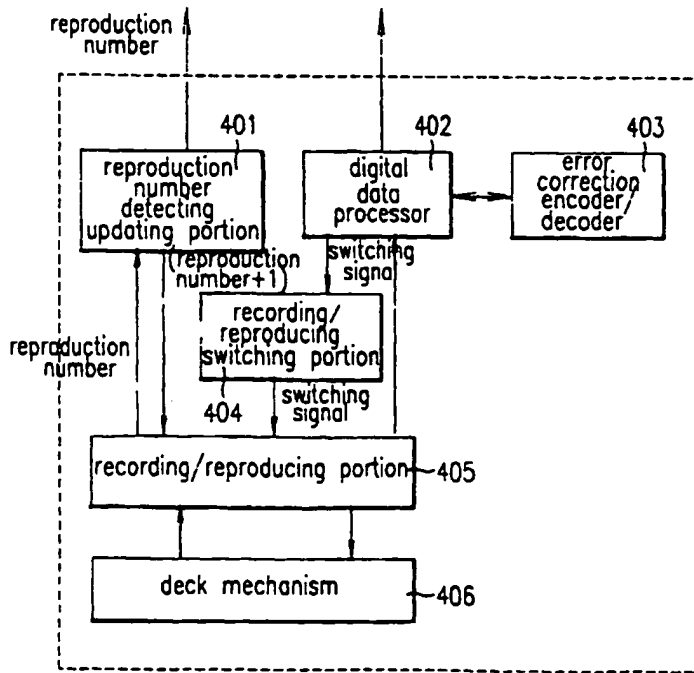 reproduction
number
401
402
403
reproduction
number
detecting
updating portion
digital
data
processor
error
correction
encoder/
decoder
(reproduction
number+1)
switching
signal
recording/
reproducing
switching portion
reproduction
number
404
switching
signal
recording/reproducing portion
405
deck mechanism
406